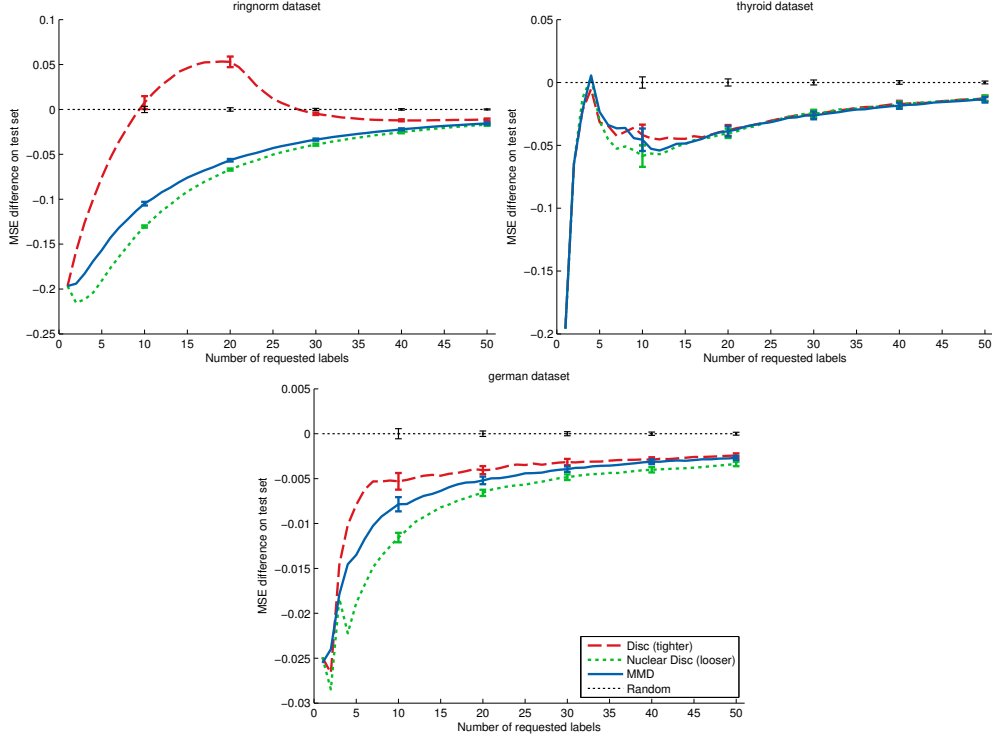 ringnorm dataset
0.1
0.05
0
−0.05
−0.1
−0.15
−0.2
−0.25
MSE difference on test set
0 5 10 15 20 25 30 35 40 45 50
Number of requested labels
thyroid dataset
0.05
0
−0.05
−0.1
−0.15
−0.2
MSE difference on test set
0 5 10 15 20 25 30 35 40 45 50
Number of requested labels
german dataset
0.005
0
−0.005
−0.01
−0.015
−0.02
−0.025
−0.03
MSE difference on test set
0 5 10 15 20 25 30 35 40 45 50
Number of requested labels
Disc (tighter)
Nuclear Disc (looser)
MMD
Random